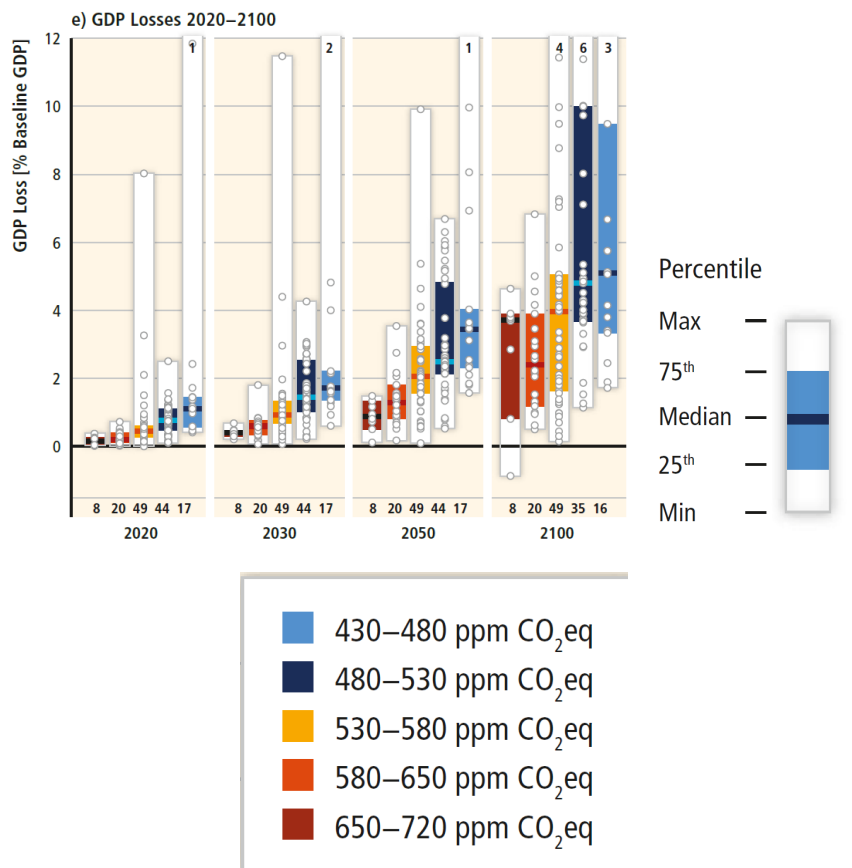 e) GDP Losses 2020–2100
GDP Loss [% Baseline GDP]
12
10
8
6
4
2
0
1
2
1
4 6 3
8 20 49 44 17
8 20 49 44 17
8 20 49 44 17
8 20 49 35 16
2020
2030
2050
2100
Percentile
Max
75th
Median
25th
Min
430–480 ppm CO2eq
480–530 ppm CO2eq
530–580 ppm CO2eq
580–650 ppm CO2eq
650–720 ppm CO2eq